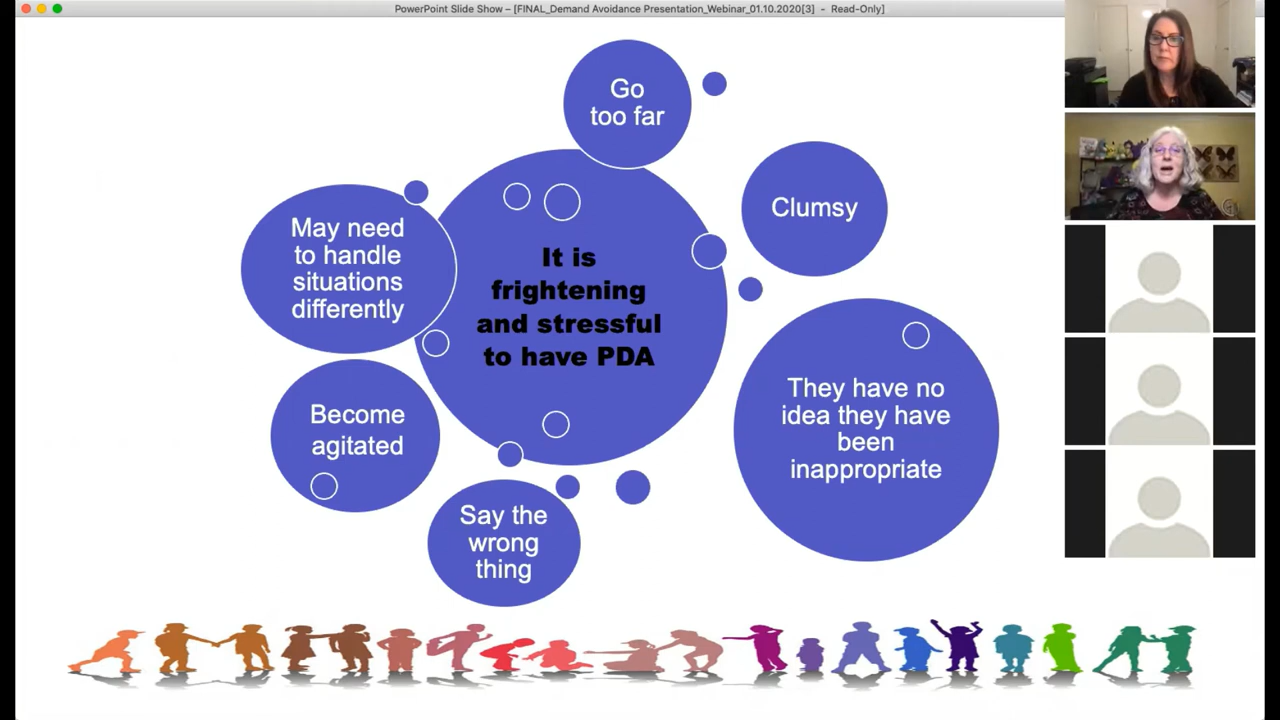 PowerPoint Slide Show – [FINAL_Demand Avoidance Presentation_Webinar_01.10.2020[3]  -  Read-Only]
Go
too far
Clumsy
May need
to handle
situations
differently
It is
frightening
and stressful
to have PDA
They have no
idea they have
been
inappropriate
Become
agitated
Say the
wrong
thing